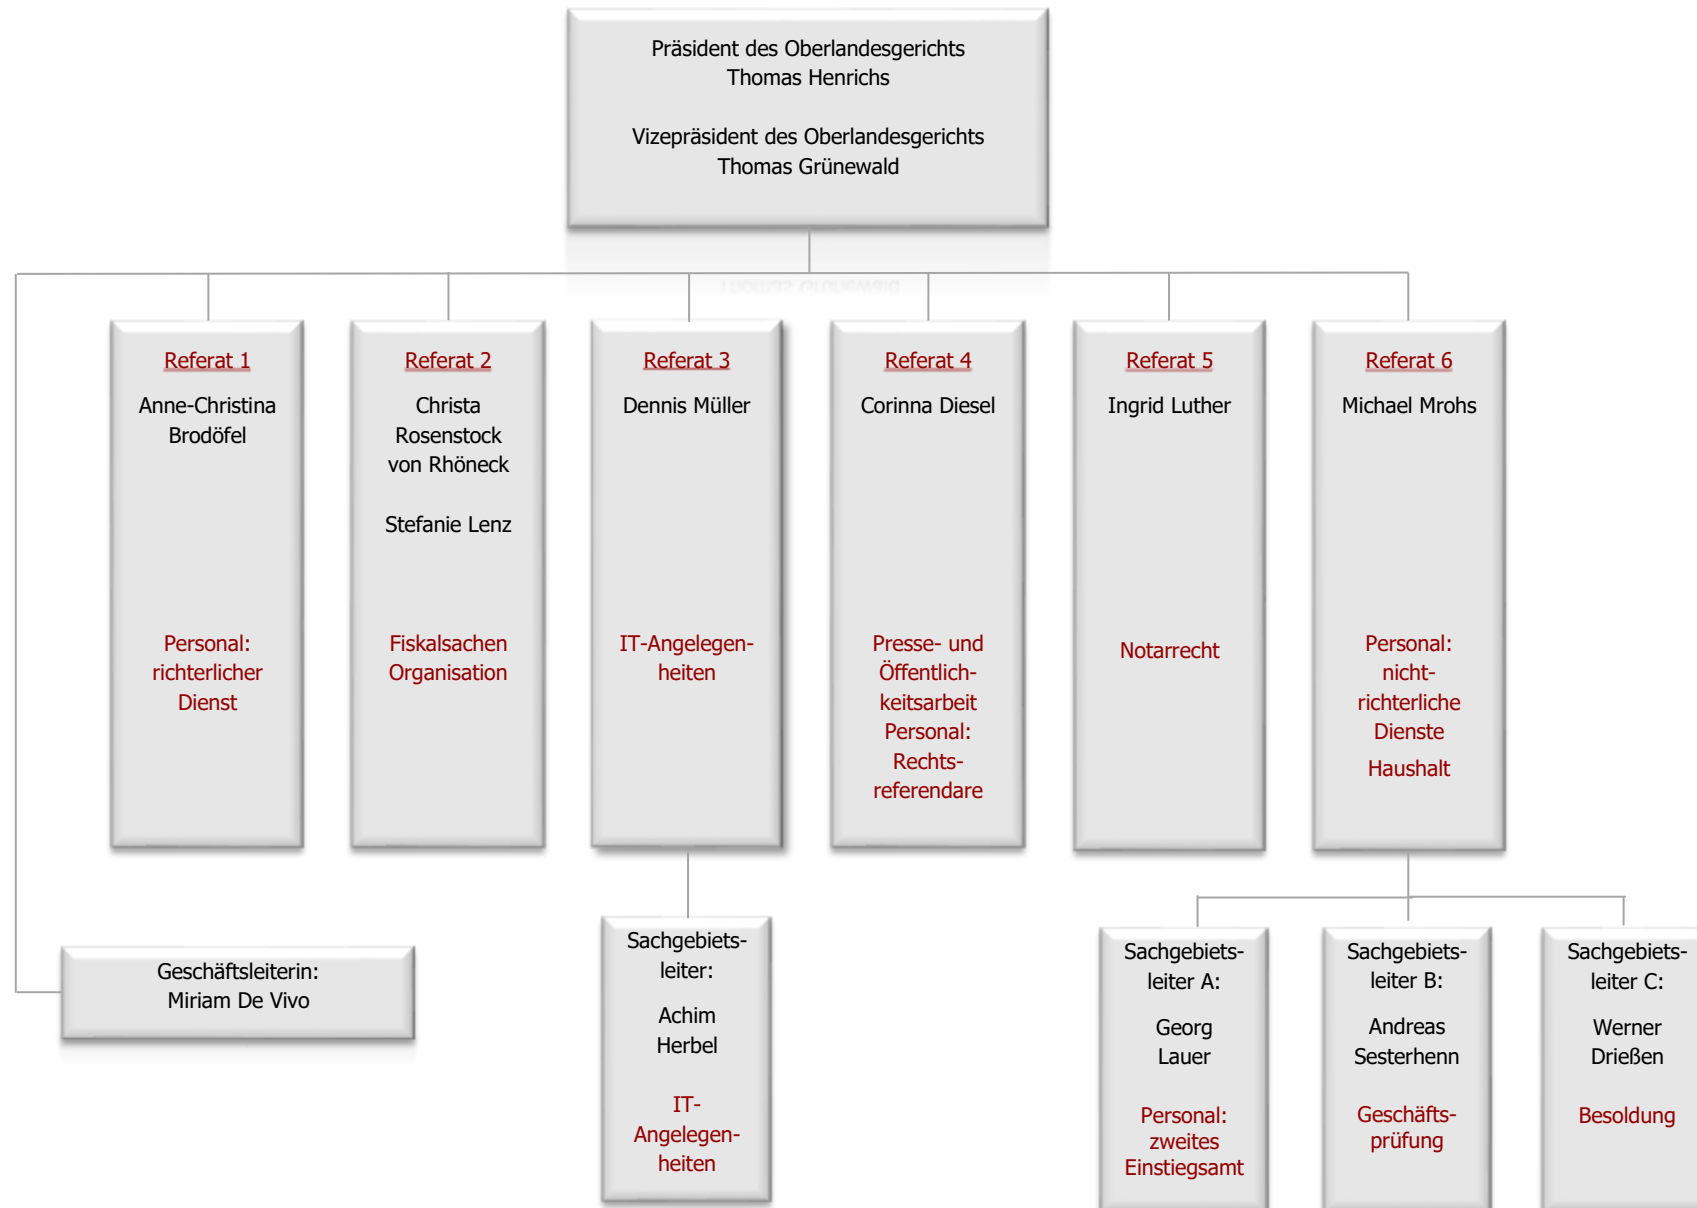 Präsident des Oberlandesgerichts
Thomas Henrichs
Vizepräsident des Oberlandesgerichts
Thomas Grünewald
Referat 1
Anne-Christina
Brodöfel
Personal:
richterlicher
Dienst
Referat 2
Christa
Rosenstock
von Rhöneck
Stefanie Lenz
Fiskalsachen
Organisation
Referat 3
Dennis Müller
IT-Angelegen-
heiten
Referat 4
Corinna Diesel
Presse- und
Öffentlich-
keitsarbeit
Personal:
Rechts-
referendare
Referat 5
Ingrid Luther
Notarrecht
Referat 6
Michael Mrohs
Personal:
nicht-
richterliche
Dienste
Haushalt
Geschäftsleiterin:
Miriam De Vivo
Sachgebiets-
leiter:
Achim
Herbel
IT-
Angelegen-
heiten
Sachgebiets-
leiter A:
Georg
Lauer
Personal:
zweites
Einstiegsamt
Sachgebiets-
leiter B:
Andreas
Sesterhenn
Geschäfts-
prüfung
Sachgebiets-
leiter C:
Werner
Drießen
Besoldung